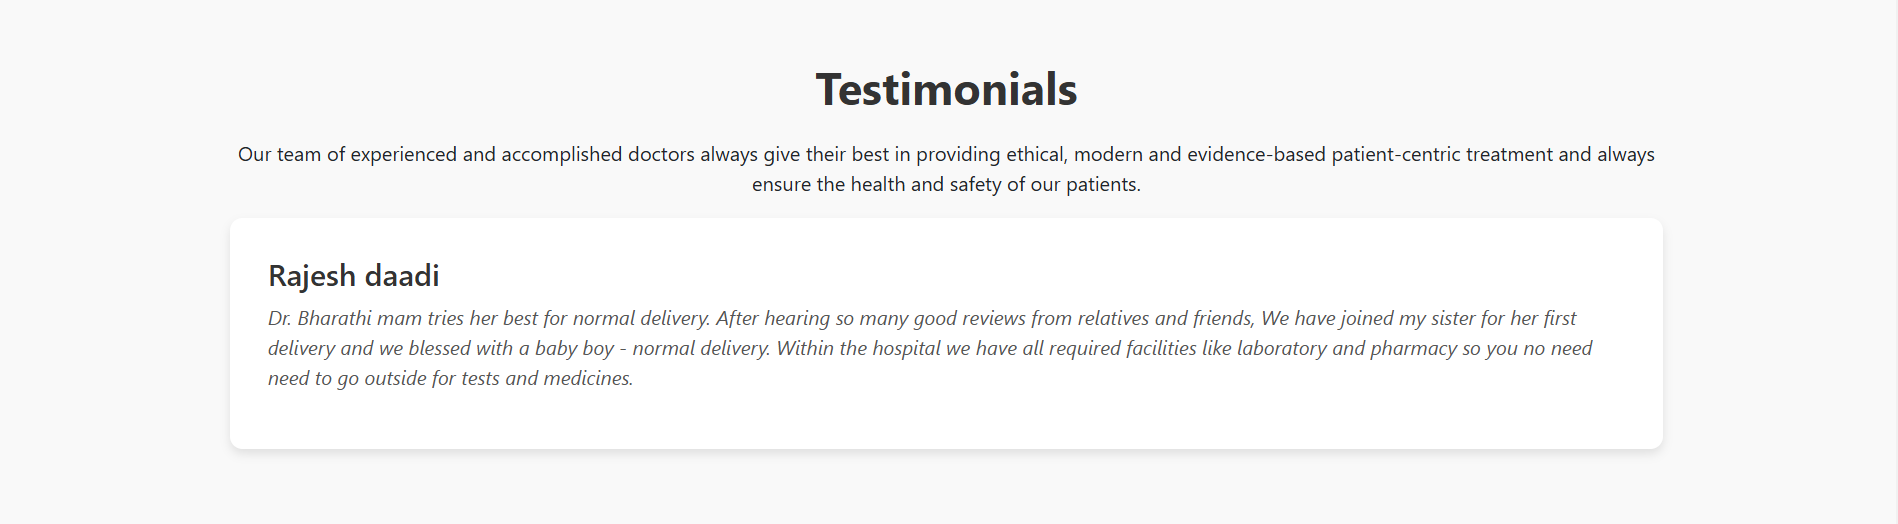 Testimonials
Our team of experienced and accomplished doctors always give their best in providing ethical, modern and evidence-based patient-centric treatment and always
ensure the health and safety of our patients.
Rajesh daadi
Dr. Bharathi mam tries her best for normal delivery. After hearing so many good reviews from relatives and friends, We have joined my sister for her first
delivery and we blessed with a baby boy - normal delivery. Within the hospital we have all required facilities like laboratory and pharmacy so you no need
need to go outside for tests and medicines.